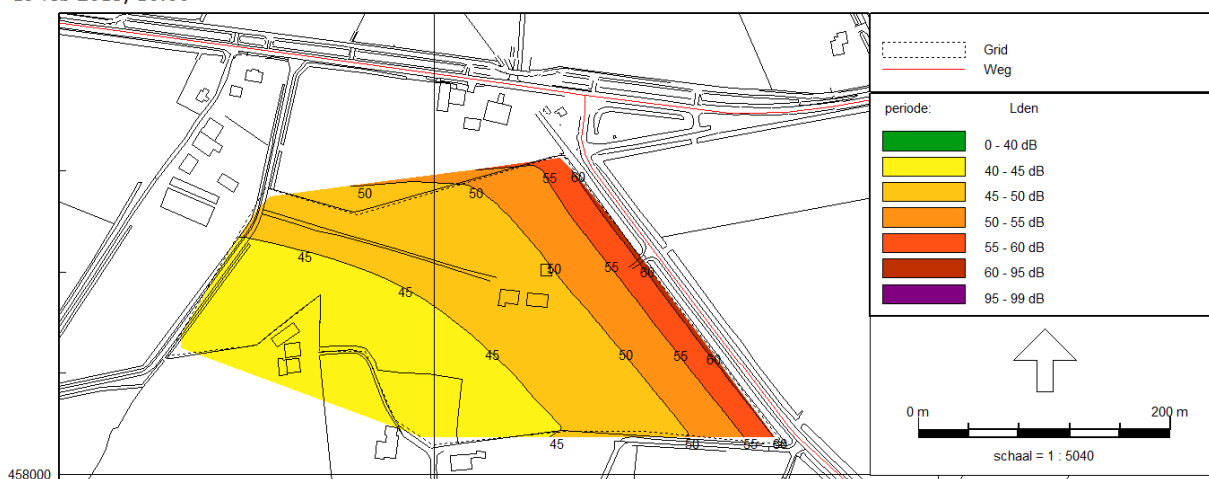 Grid
Weg
periode: Lden
0 - 40 dB
40 - 45 dB
45 - 50 dB
50 - 55 dB
55 - 60 dB
60 - 95 dB
95 - 99 dB
0 m 200 m
schaal = 1 : 5040
55 60
50 50
45 50 55 60
45
45 50 55 60
45 50 55
458000